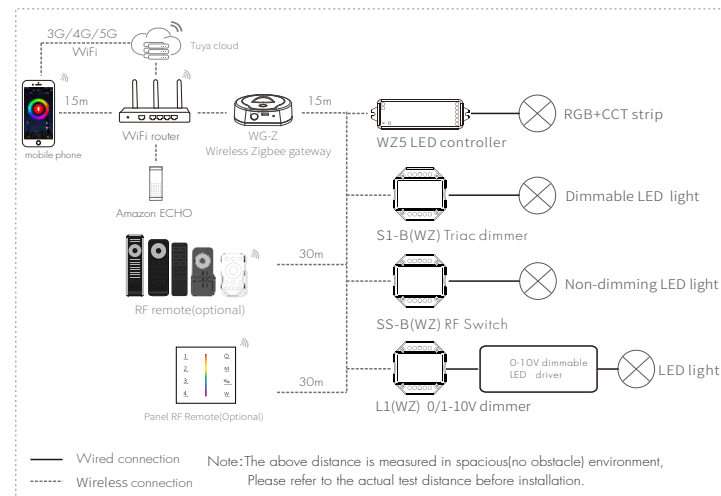 3G/4G/5G
WiFi
Tuya cloud
15m
15m
WiFi router
WG-Z
Wireless Zigbee gateway
mobile phone
Amazon ECHO
WZ5 LED controller
RGB+CCT strip
S1-B(WZ) Triac dimmer
Dimmable LED light
30m
RF remote(optional)
SS-B(WZ) RF Switch
Non-dimming LED light
1
2
3
4
M
W
30m
Panel RF Remote(Optional)
0-10V dimmable
LED driver
LED light
L1(WZ) 0/1-10V dimmer
Wired connection
Wireless connection
Note:The above distance is measured in spacious(no obstacle) environment,
Please refer to the actual test distance before installation.